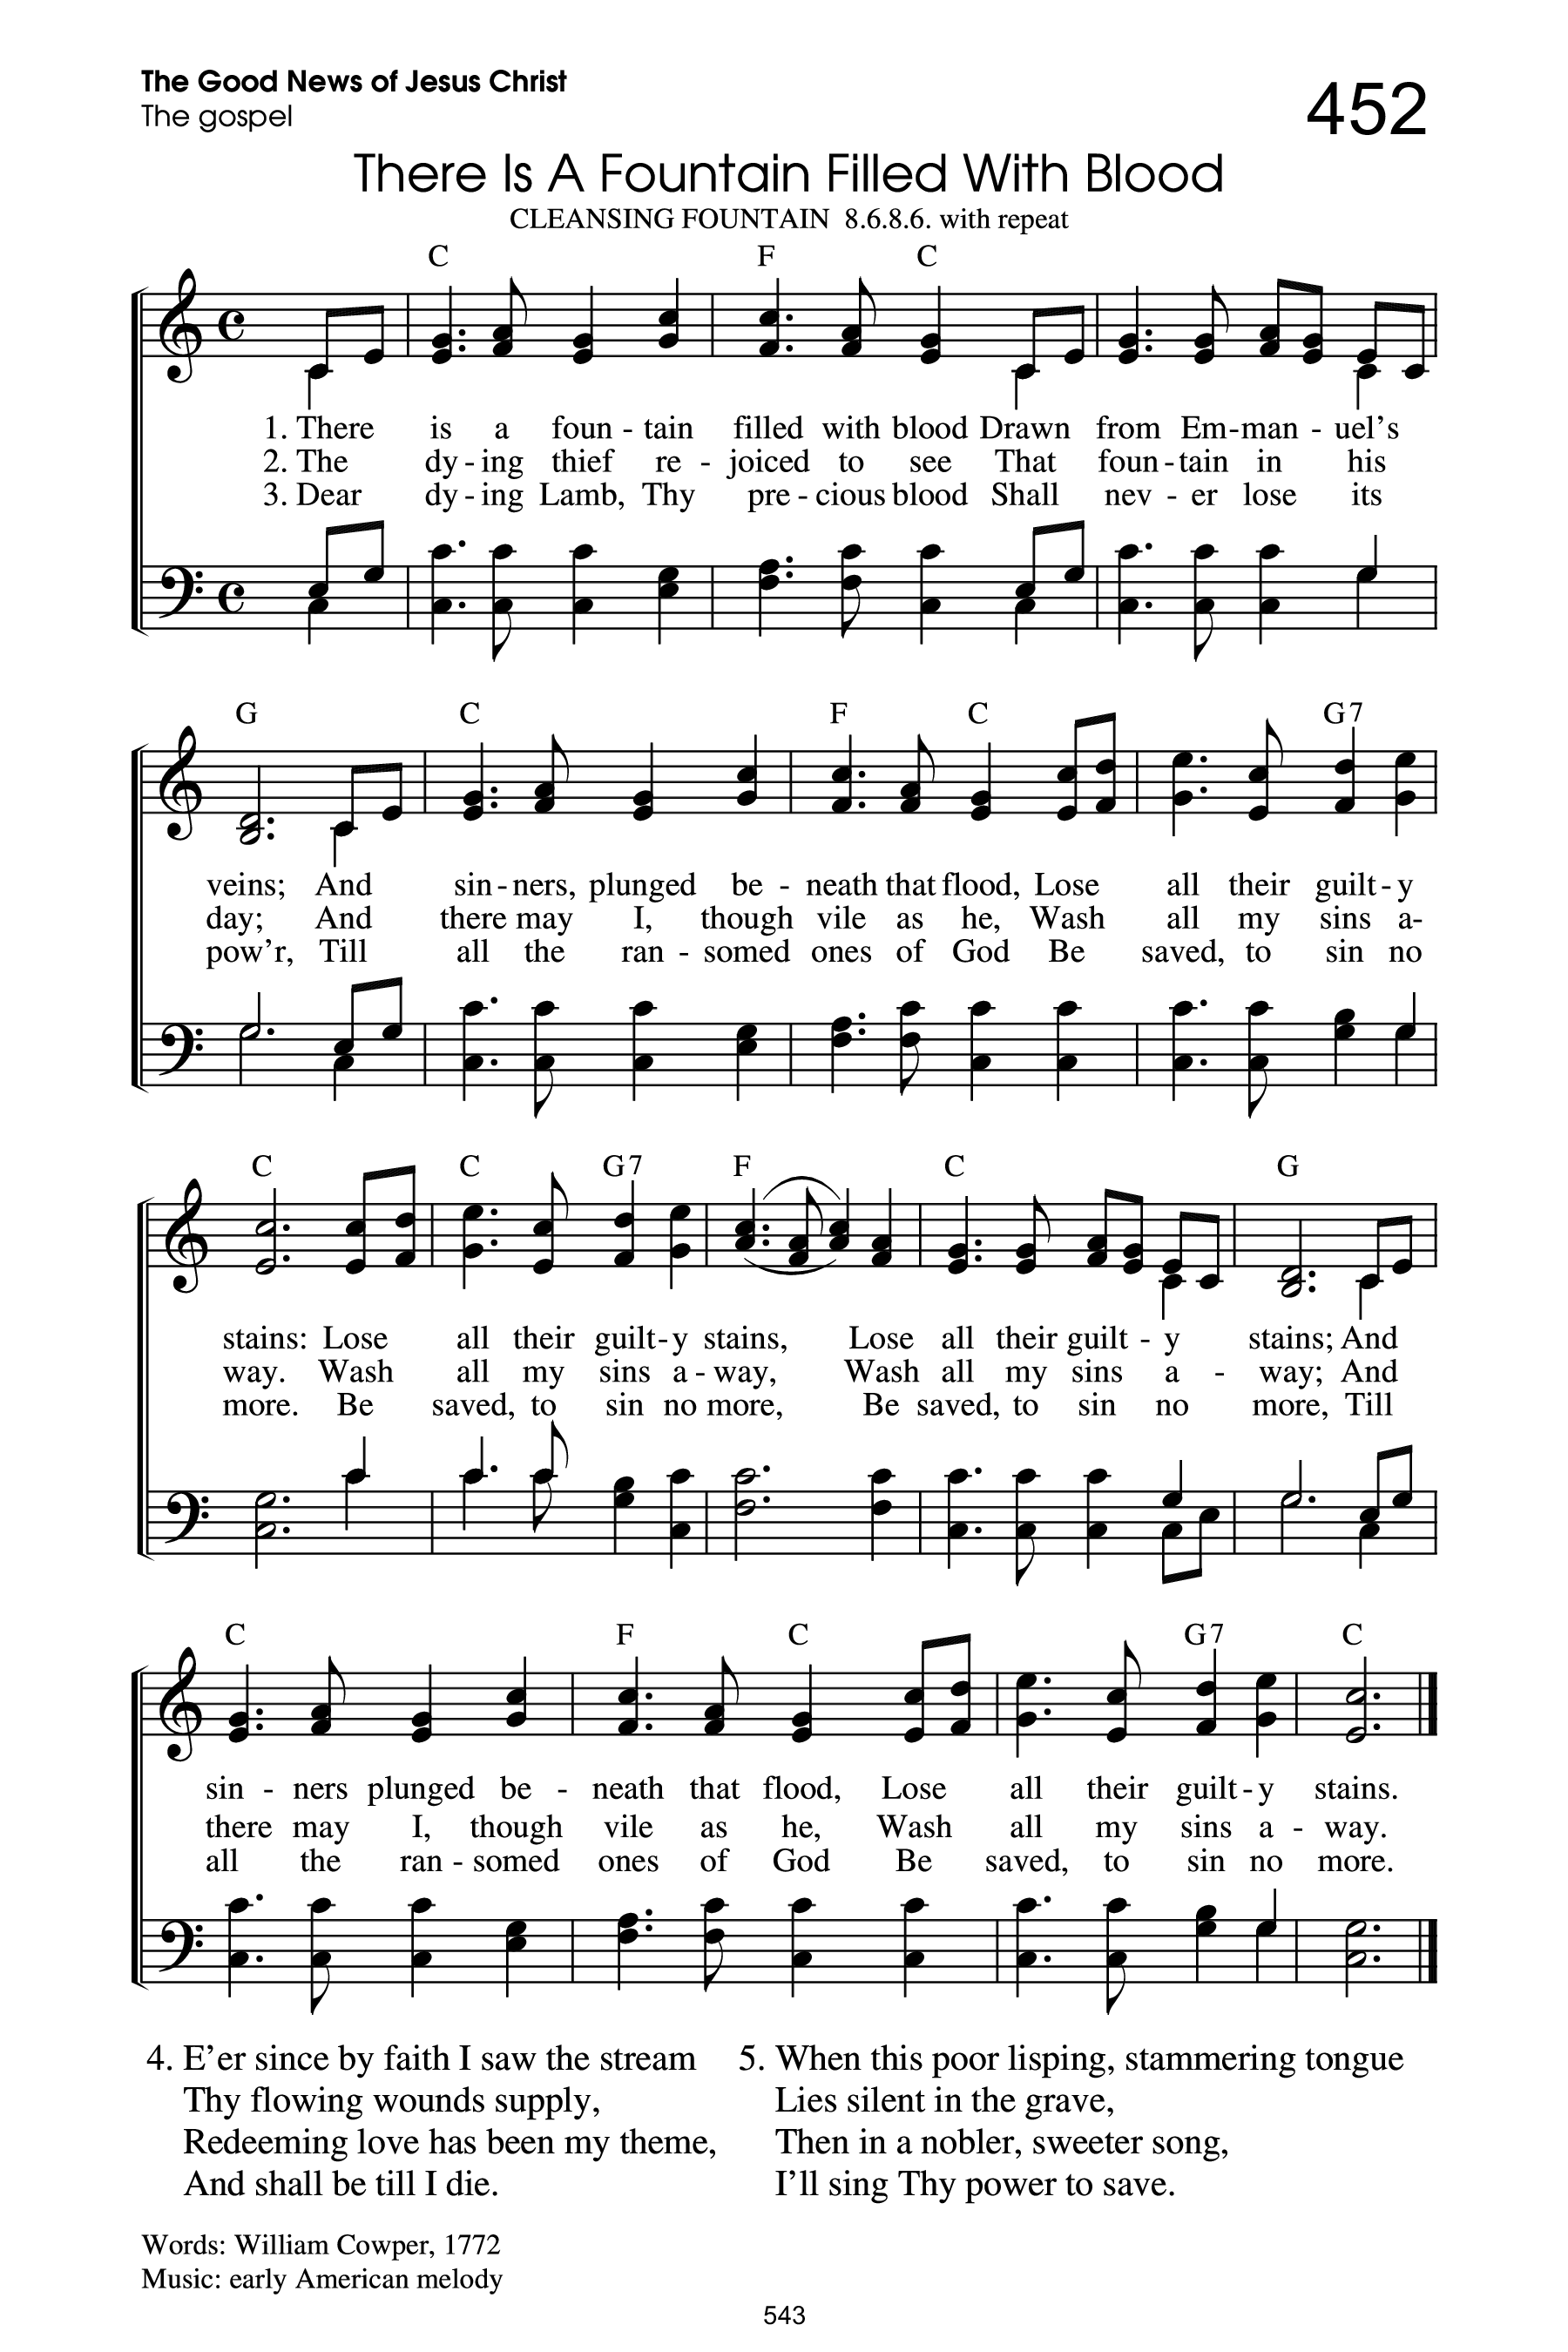 The Good News of Jesus Christ
The gospel
452
There Is A Fountain Filled With Blood
CLEANSING FOUNTAIN 8.6.8.6. with repeat
C F C
1. There is a foun - tain filled with blood Drawn from Em - man - uel's
2. The dy - ing thief re - joiced to see That foun - tain in his
3. Dear dy - ing Lamb, Thy pre - cious blood Shall nev - er lose its
G C F C G7
veins; And sin - ners, plunged be - neath that flood, Lose all their guilt - y
day; And there may I, though vile as he, Wash all my sins a-
pow'r, Till all the ran - somed ones of God Be saved, to sin no
C C G7 F C G
stains: Lose all their guilt - y stains, Lose all their guilt - y stains; And
way. Wash all my sins a - way, Wash all my sins a - way; And
more. Be saved, to sin no more, Be saved, to sin no more, Till
C F C G7 C
sin - ners plunged be - neath that flood, Lose all their guilt - y stains.
there may I, though vile as he, Wash all my sins a - way.
all the ran - somed ones of God Be saved, to sin no more.
4. E'er since by faith I saw the stream
Thy flowing wounds supply,
Redeeming love has been my theme,
And shall be till I die.
5. When this poor lisping, stammering tongue
Lies silent in the grave,
Then in a nobler, sweeter song,
I'll sing Thy power to save.
Words: William Cowper, 1772
Music: early American melody
543